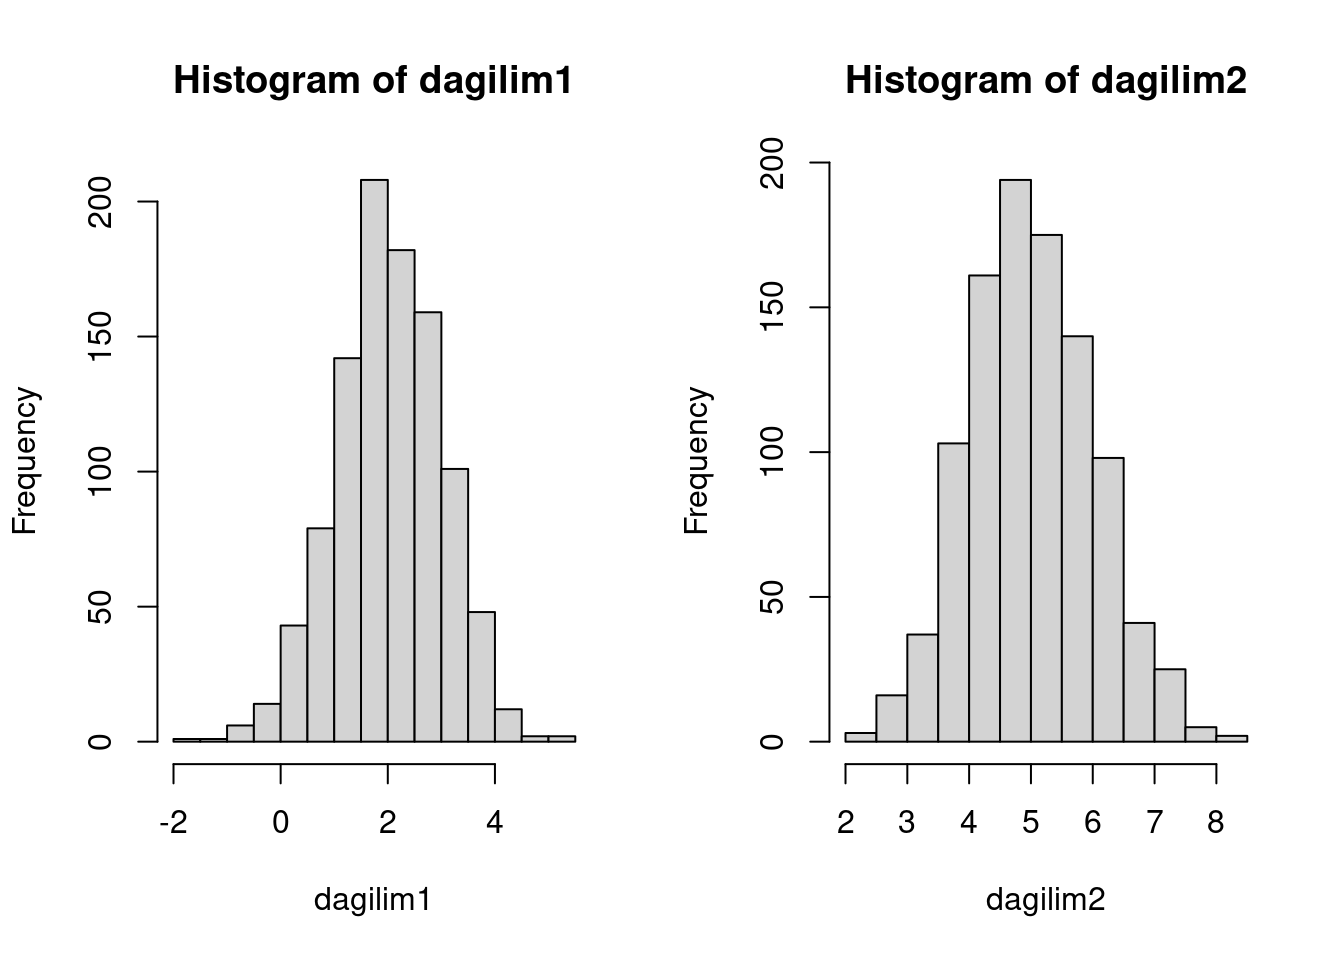 Histogram of dagilim1
Frequency
200
150
100
50
0
-2 0 2 4
dagilim1
Histogram of dagilim2
Frequency
200
150
100
50
0
2 3 4 5 6 7 8
dagilim2